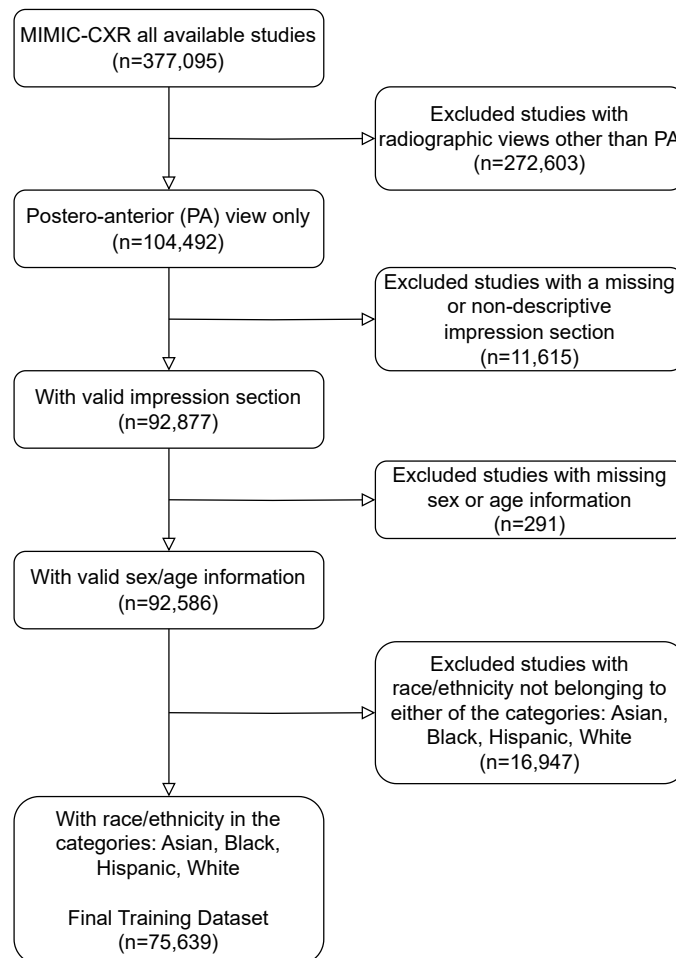 MIMIC-CXR all available studies
(n=377,095)
Excluded studies with
radiographic views other than PA
(n=272,603)
Postero-anterior (PA) view only
(n=104,492)
Excluded studies with a missing
or non-descriptive
impression section
(n=11,615)
With valid impression section
(n=92,877)
Excluded studies with missing
sex or age information
(n=291)
With valid sex/age information
(n=92,586)
Excluded studies with
race/ethnicity not belonging to
either of the categories: Asian,
Black, Hispanic, White
(n=16,947)
With race/ethnicity in the
categories: Asian, Black,
Hispanic, White
Final Training Dataset
(n=75,639)